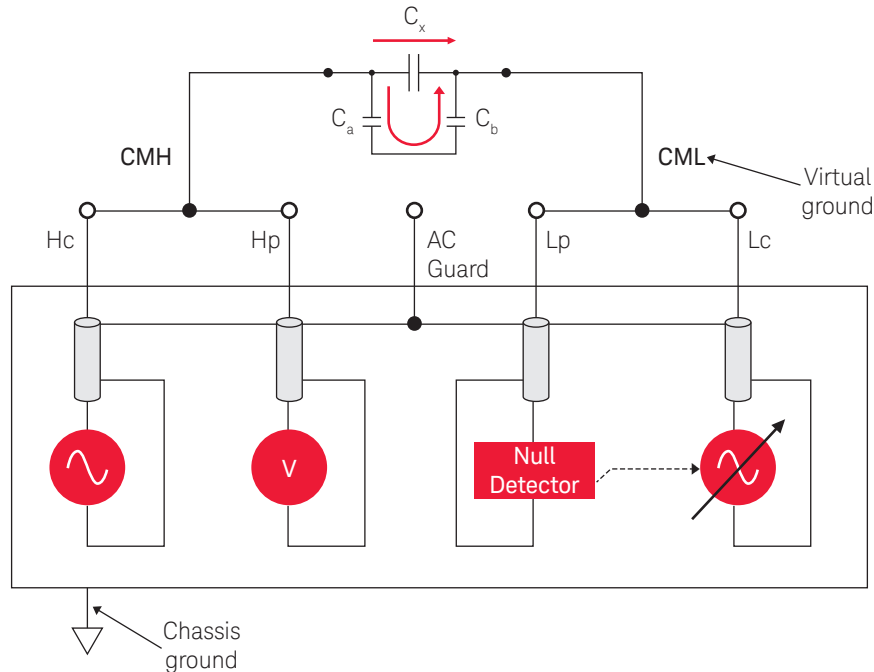 Cx
Ca
Cb
CMH
CML
Virtual
ground
Hc
Hp
AC
Guard
Lp
Lc
V
Null
Detector
Chassis
ground